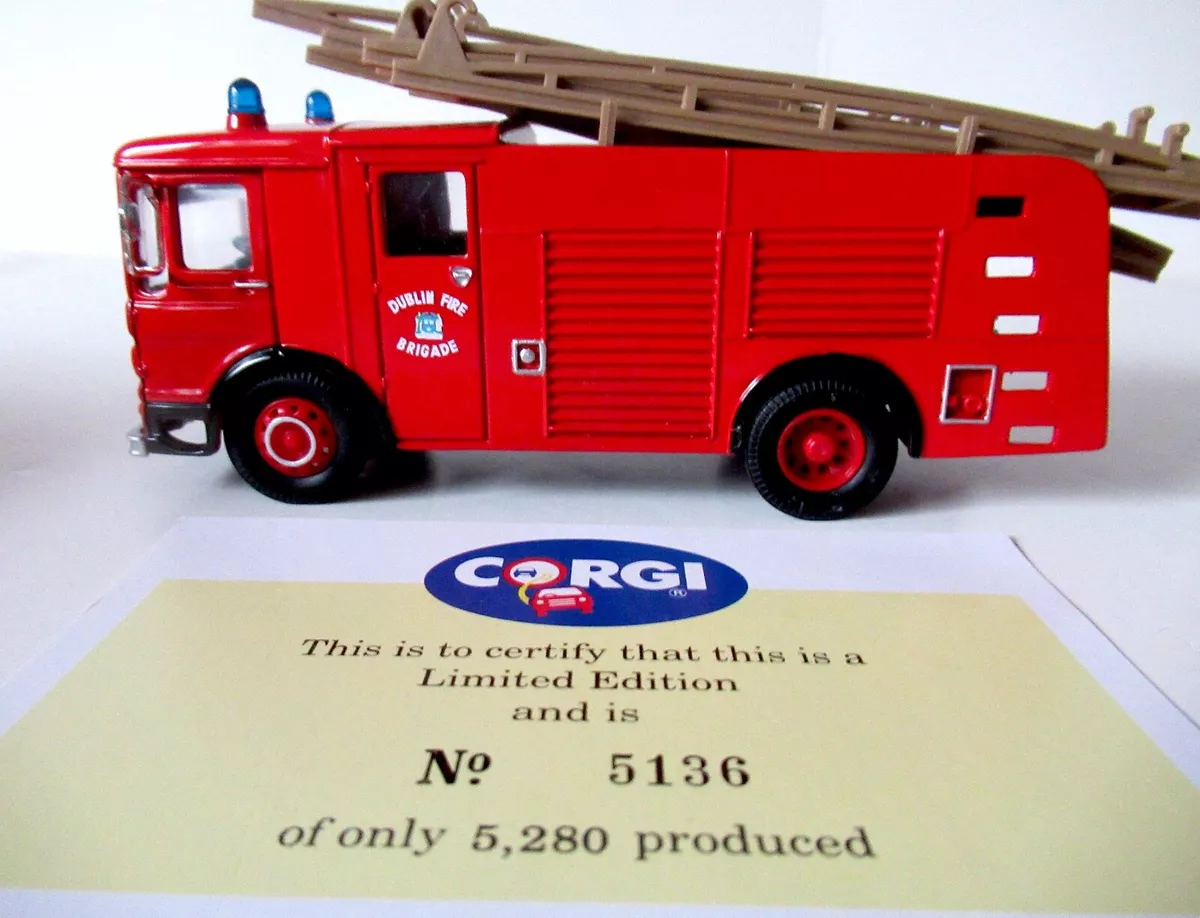 DUBLIN FIRE
BRIGADE
CORGI ®
This is to certify that this is a
Limited Edition
and is
Nº 5136
of only 5,280 produced